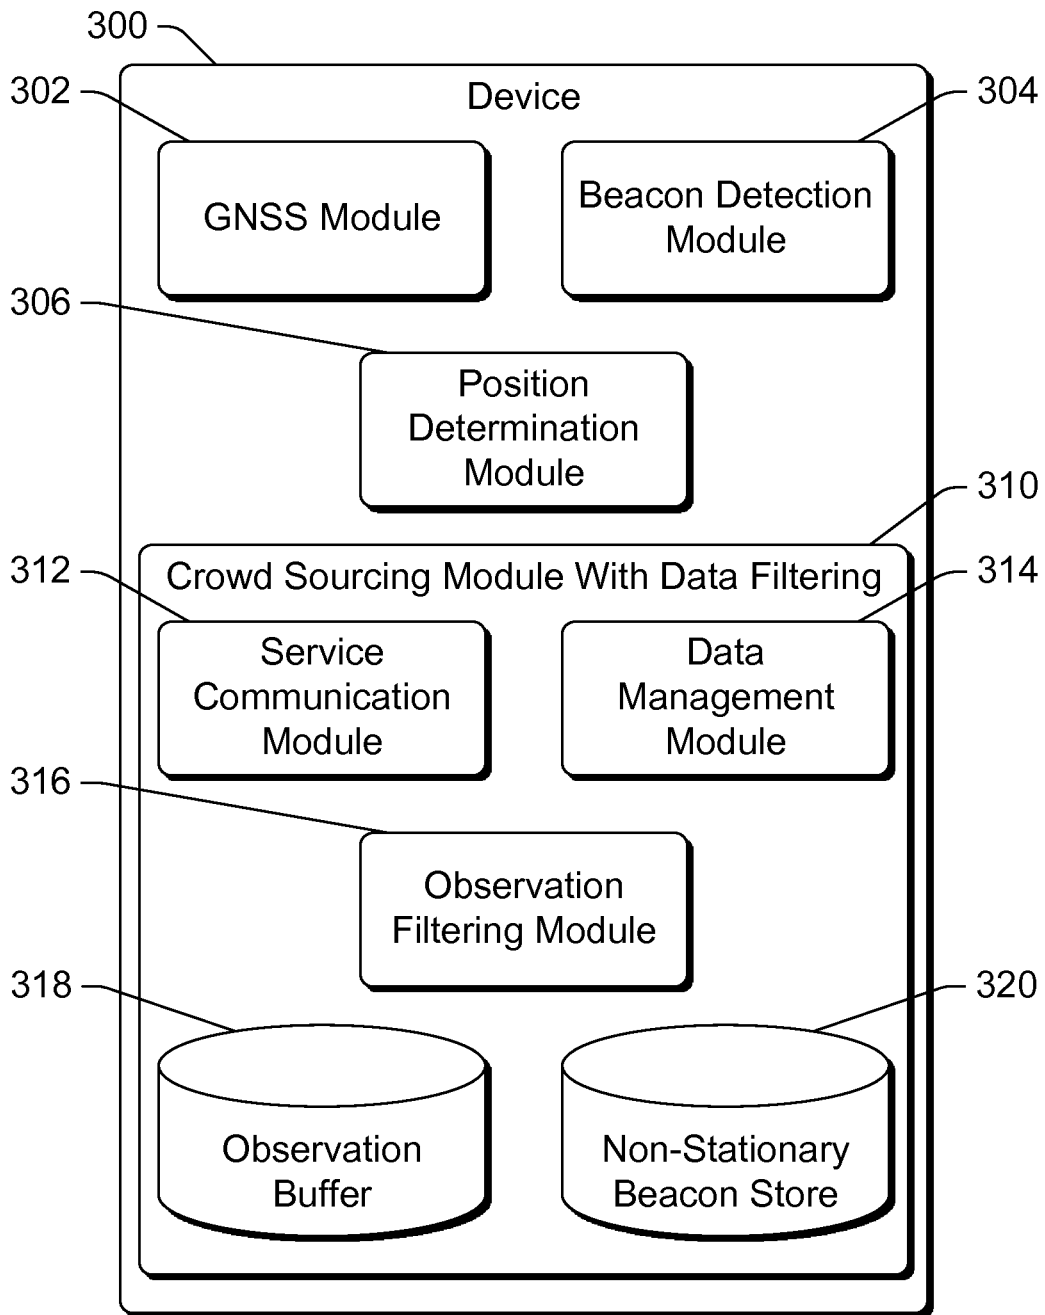 300
302
Device
304
GNSS Module
Beacon Detection
Module
306
Position
Determination
Module
310
312
Crowd Sourcing Module With Data Filtering
314
Service
Communication
Module
Data
Management
Module
316
Observation
Filtering Module
318
320
Observation
Buffer
Non-Stationary
Beacon Store